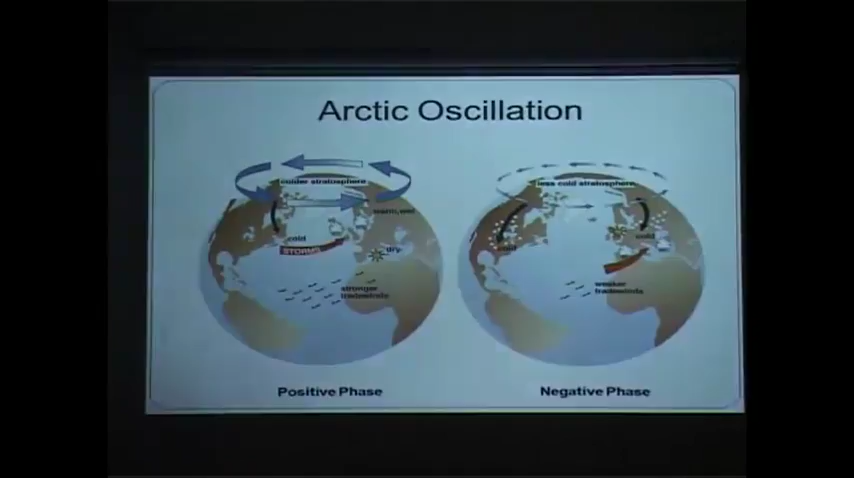 Arctic Oscillation
colder stratosphere
warm, wet
cold
STORMS
dry
stronger
tradewinds
Positive Phase
less cold stratosphere
cold
cold
weaker
tradewinds
Negative Phase